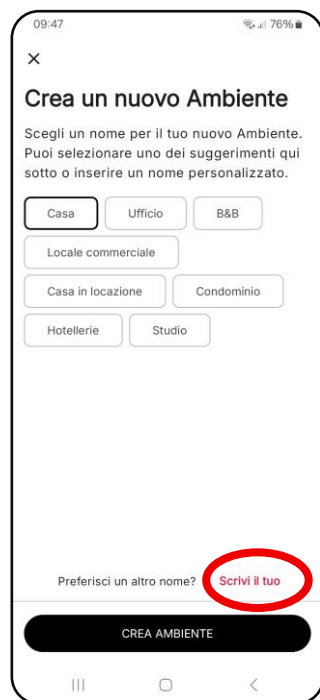 09:47 76%
Crea un nuovo Ambiente
Scegli un nome per il tuo nuovo Ambiente.
Puoi selezionare uno dei suggerimenti qui
sotto o inserire un nome personalizzato.
Casa Ufficio B&B
Locale commerciale
Casa in locazione Condominio
Hotellerie Studio
Preferisci un altro nome? Scrivi il tuo
CREA AMBIENTE